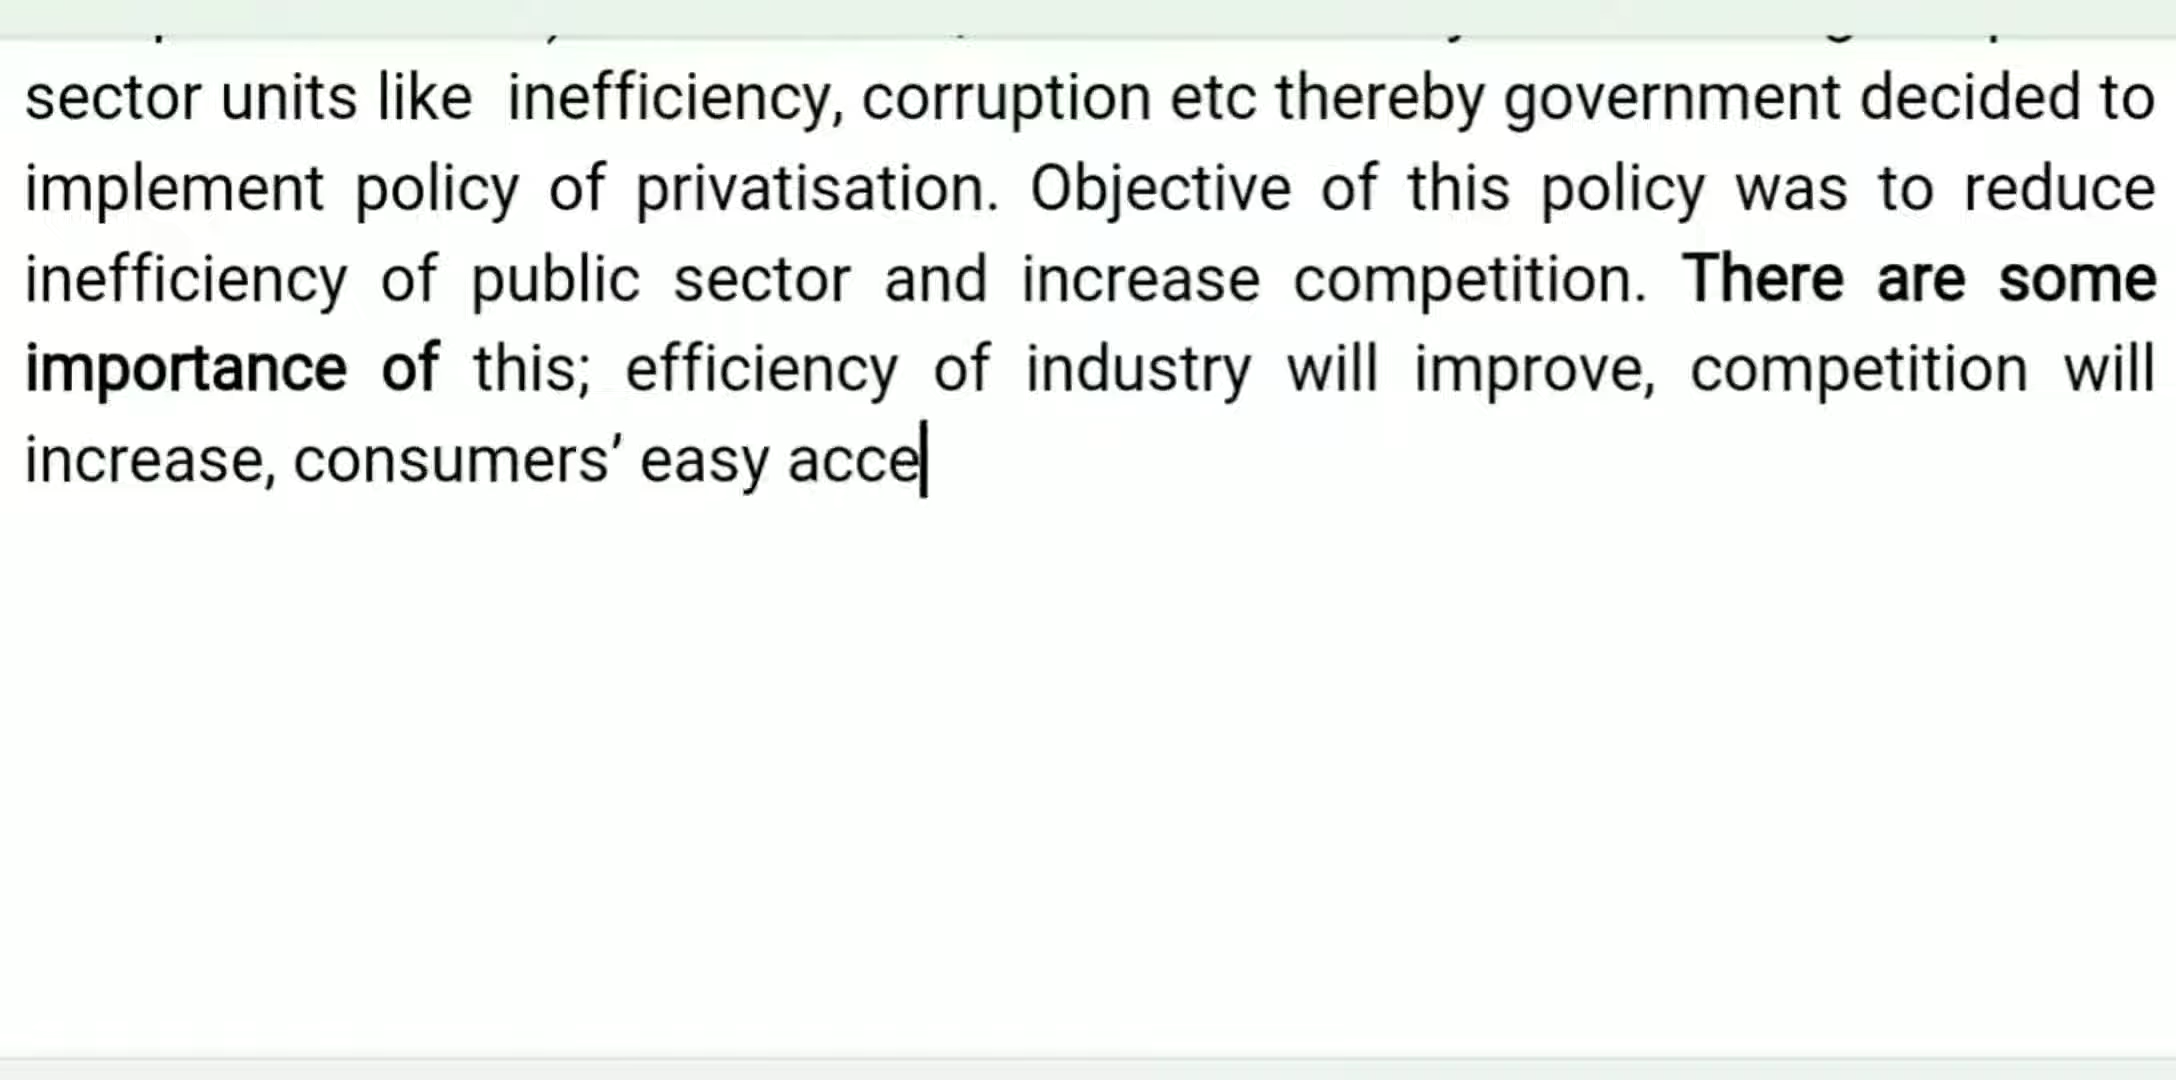 sector units like  inefficiency, corruption etc thereby government decided to
implement policy of privatisation. Objective of this policy was to reduce
inefficiency of public sector and increase competition. There are some
importance of this; efficiency of industry will improve, competition will
increase, consumers’ easy acce